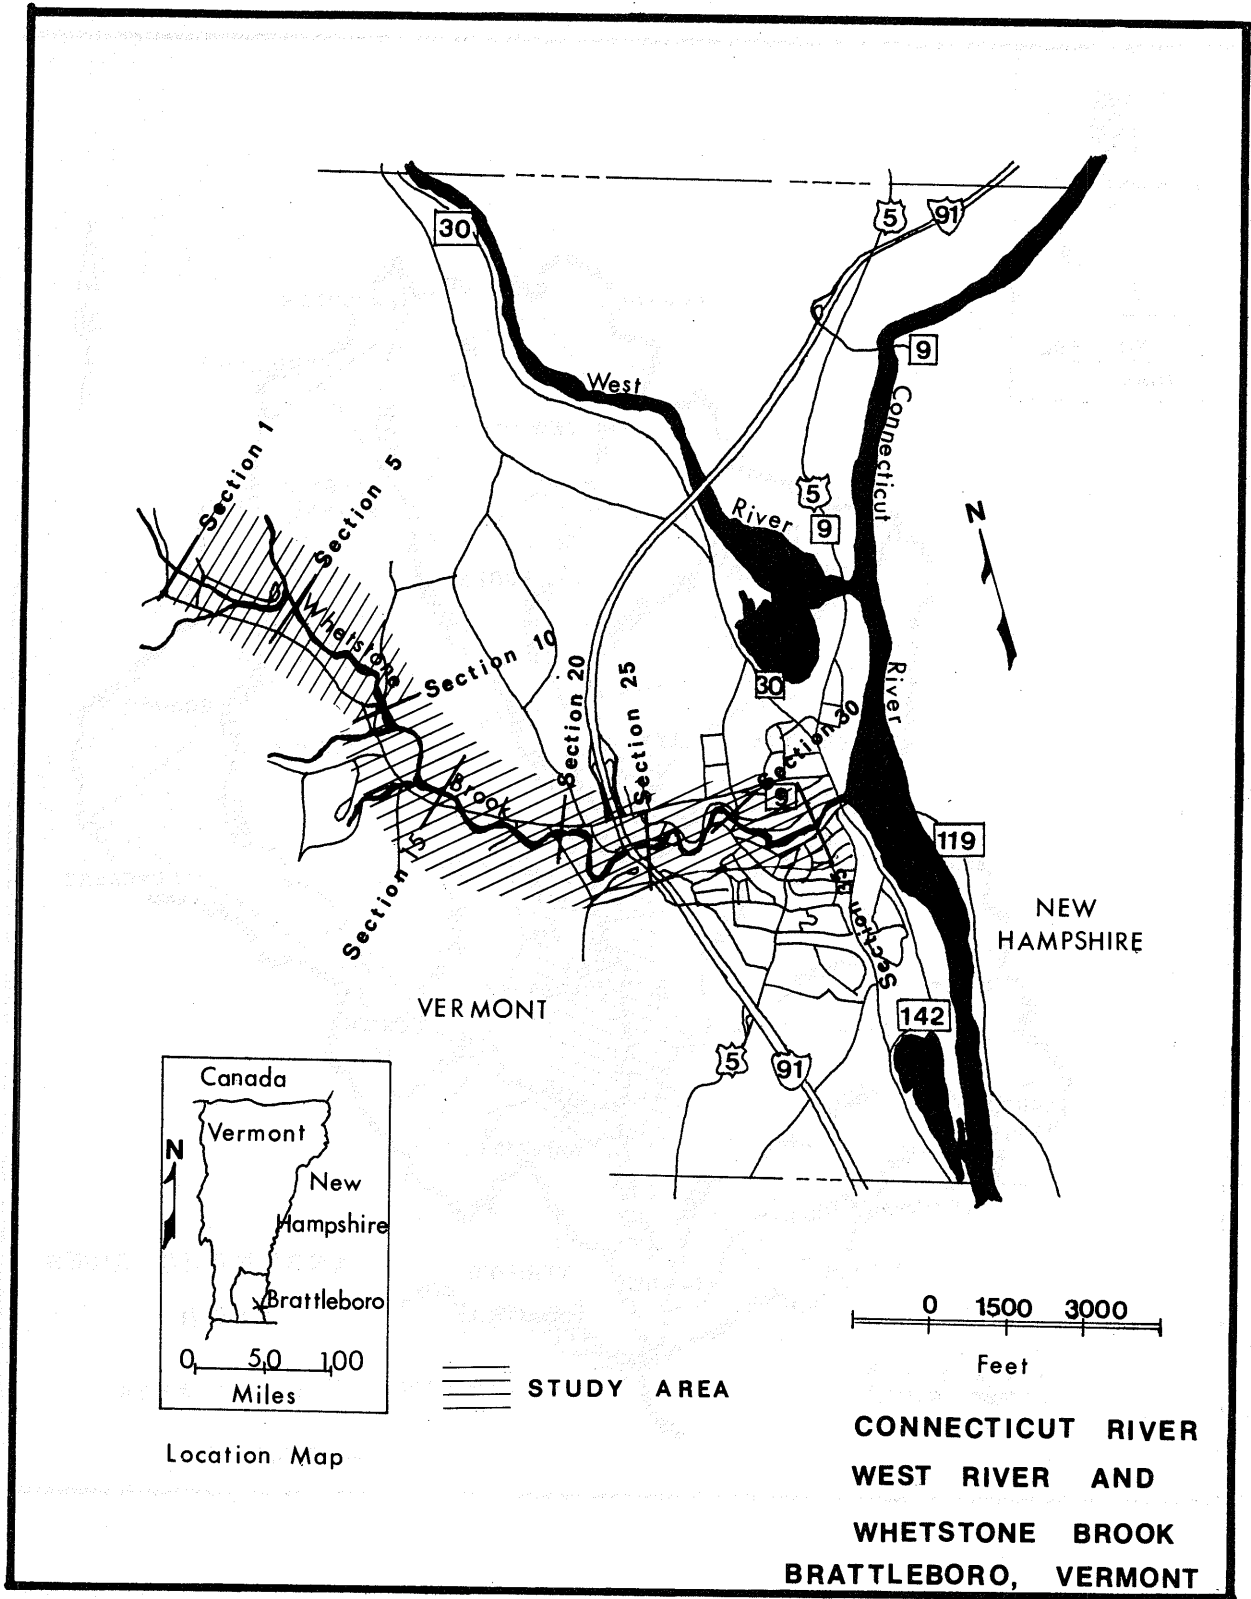 30
5
91
9
West
Connecticut
River
5
9
N
Section 1
Section 5
Whetstone
Section 10
Section 20
Section 25
30
River
Section 30
9
Brook
Section 15
119
Section 35
NEW
HAMPSHIRE
VERMONT
142
5
91
Canada
Vermont
N
New
Hampshire
Brattleboro
0 50 100
Miles
Location Map
STUDY AREA
0 1500 3000
Feet
CONNECTICUT RIVER
WEST RIVER AND
WHETSTONE BROOK
BRATTLEBORO, VERMONT